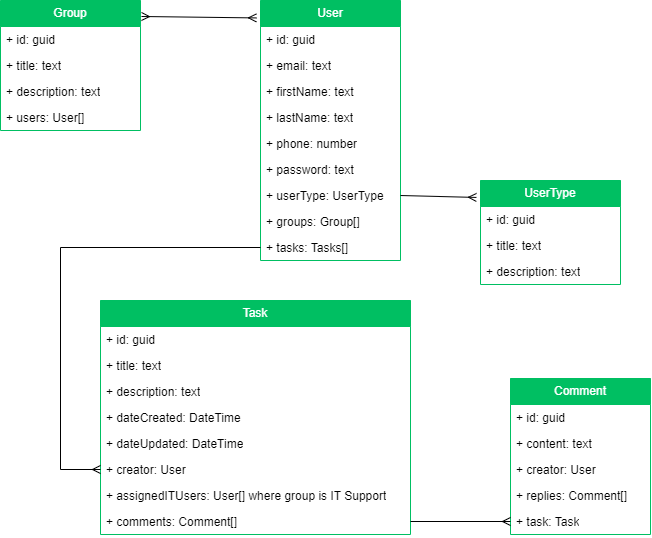 Group
+ id: guid
+ title: text
+ description: text
+ users: User[]
User
+ id: guid
+ email: text
+ firstName: text
+ lastName: text
+ phone: number
+ password: text
+ userType: UserType
+ groups: Group[]
+ tasks: Tasks[]
UserType
+ id: guid
+ title: text
+ description: text
Task
+ id: guid
+ title: text
+ description: text
+ dateCreated: DateTime
+ dateUpdated: DateTime
+ creator: User
+ assignedITUsers: User[] where group is IT Support
+ comments: Comment[]
Comment
+ id: guid
+ content: text
+ creator: User
+ replies: Comment[]
+ task: Task